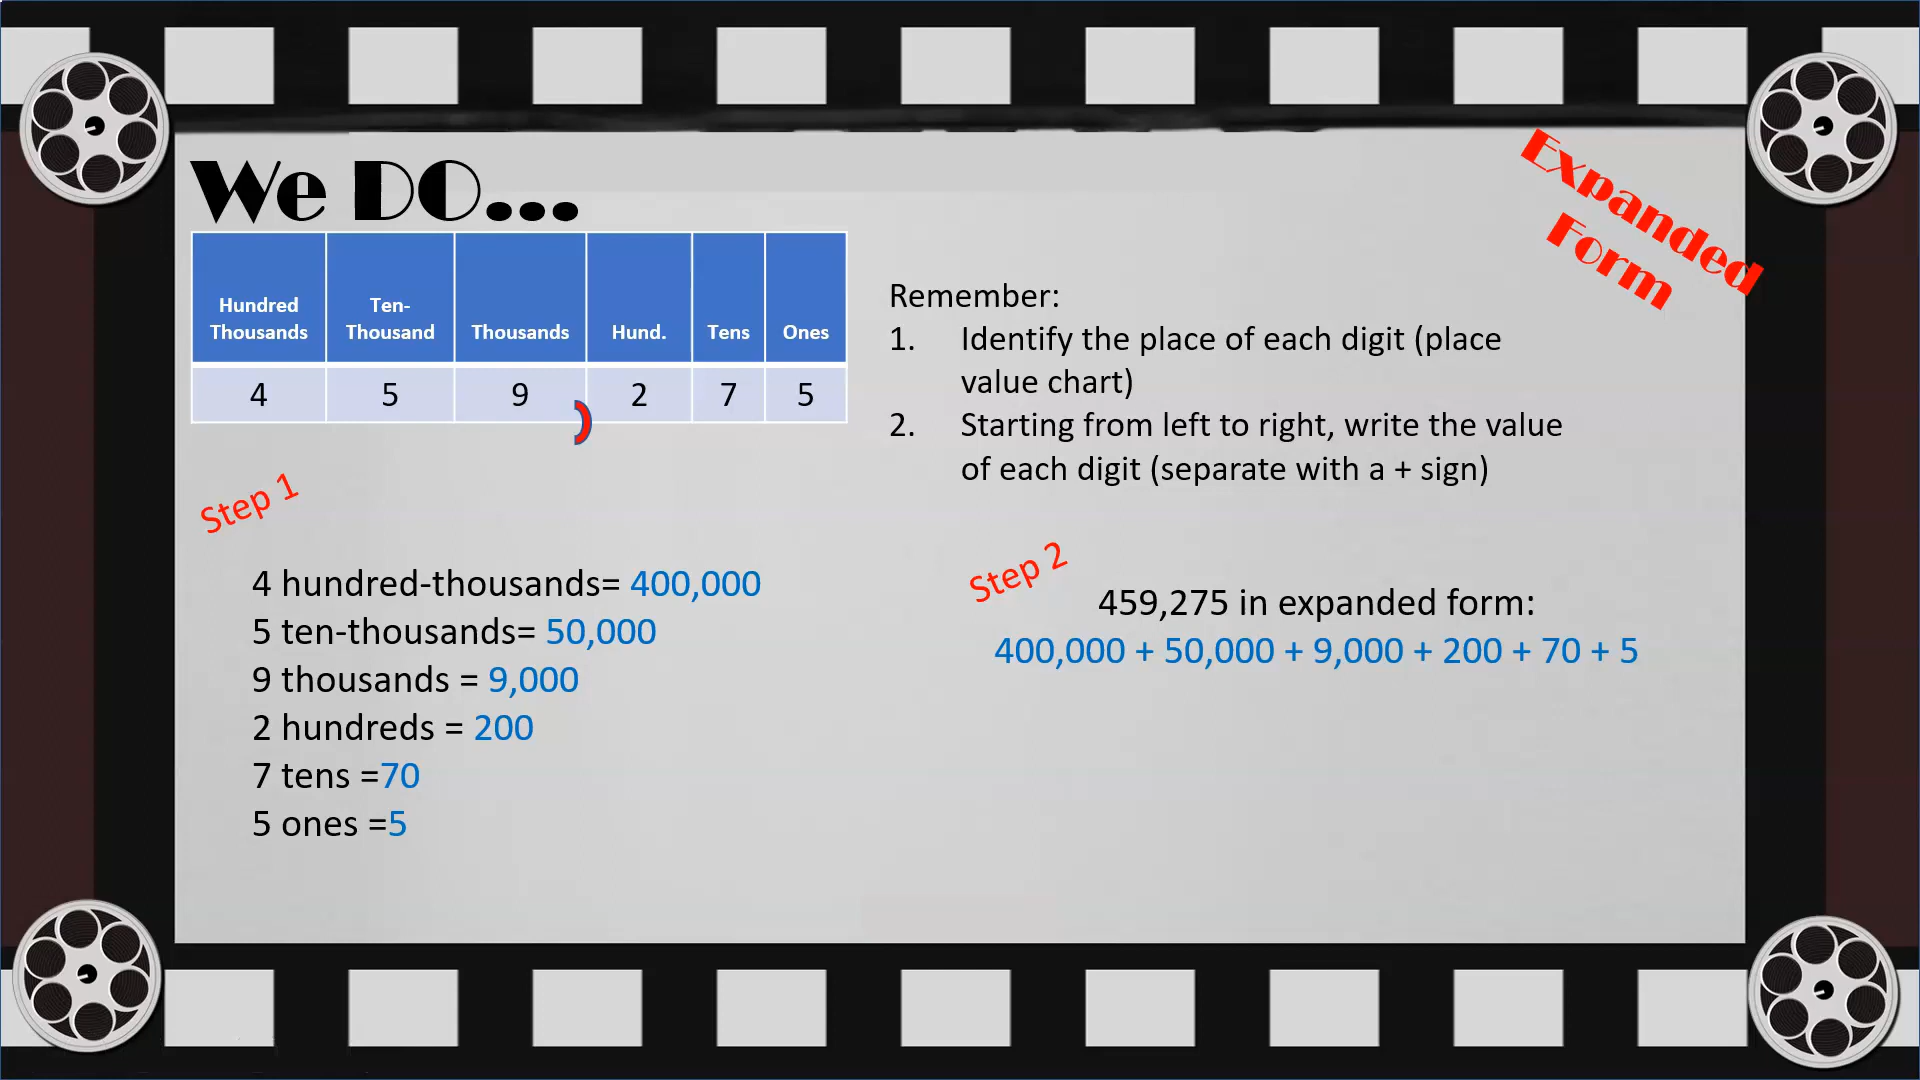 We DO...
Expanded
Form
Hundred Thousands Ten-Thousand Thousands Hund. Tens Ones
4 5 9 , 2 7 5
Remember:
1. Identify the place of each digit (place
value chart)
2. Starting from left to right, write the value
of each digit (separate with a + sign)
Step 1
4 hundred-thousands= 400,000
5 ten-thousands= 50,000
9 thousands = 9,000
2 hundreds = 200
7 tens =70
5 ones =5
Step 2
459,275 in expanded form:
400,000 + 50,000 + 9,000 + 200 + 70 + 5